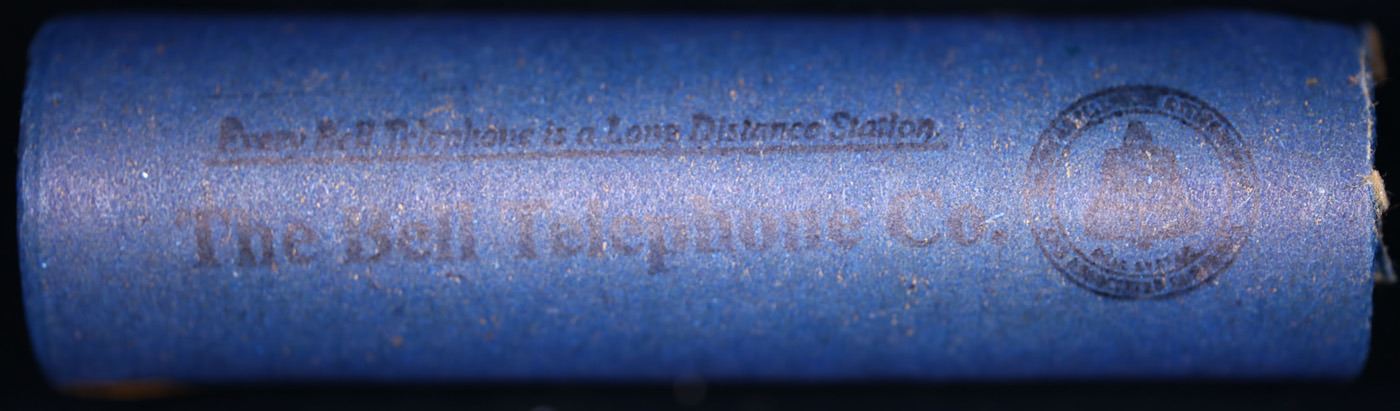 Every Bell Telephone is a Long Distance Station.
The Bell Telephone Co.